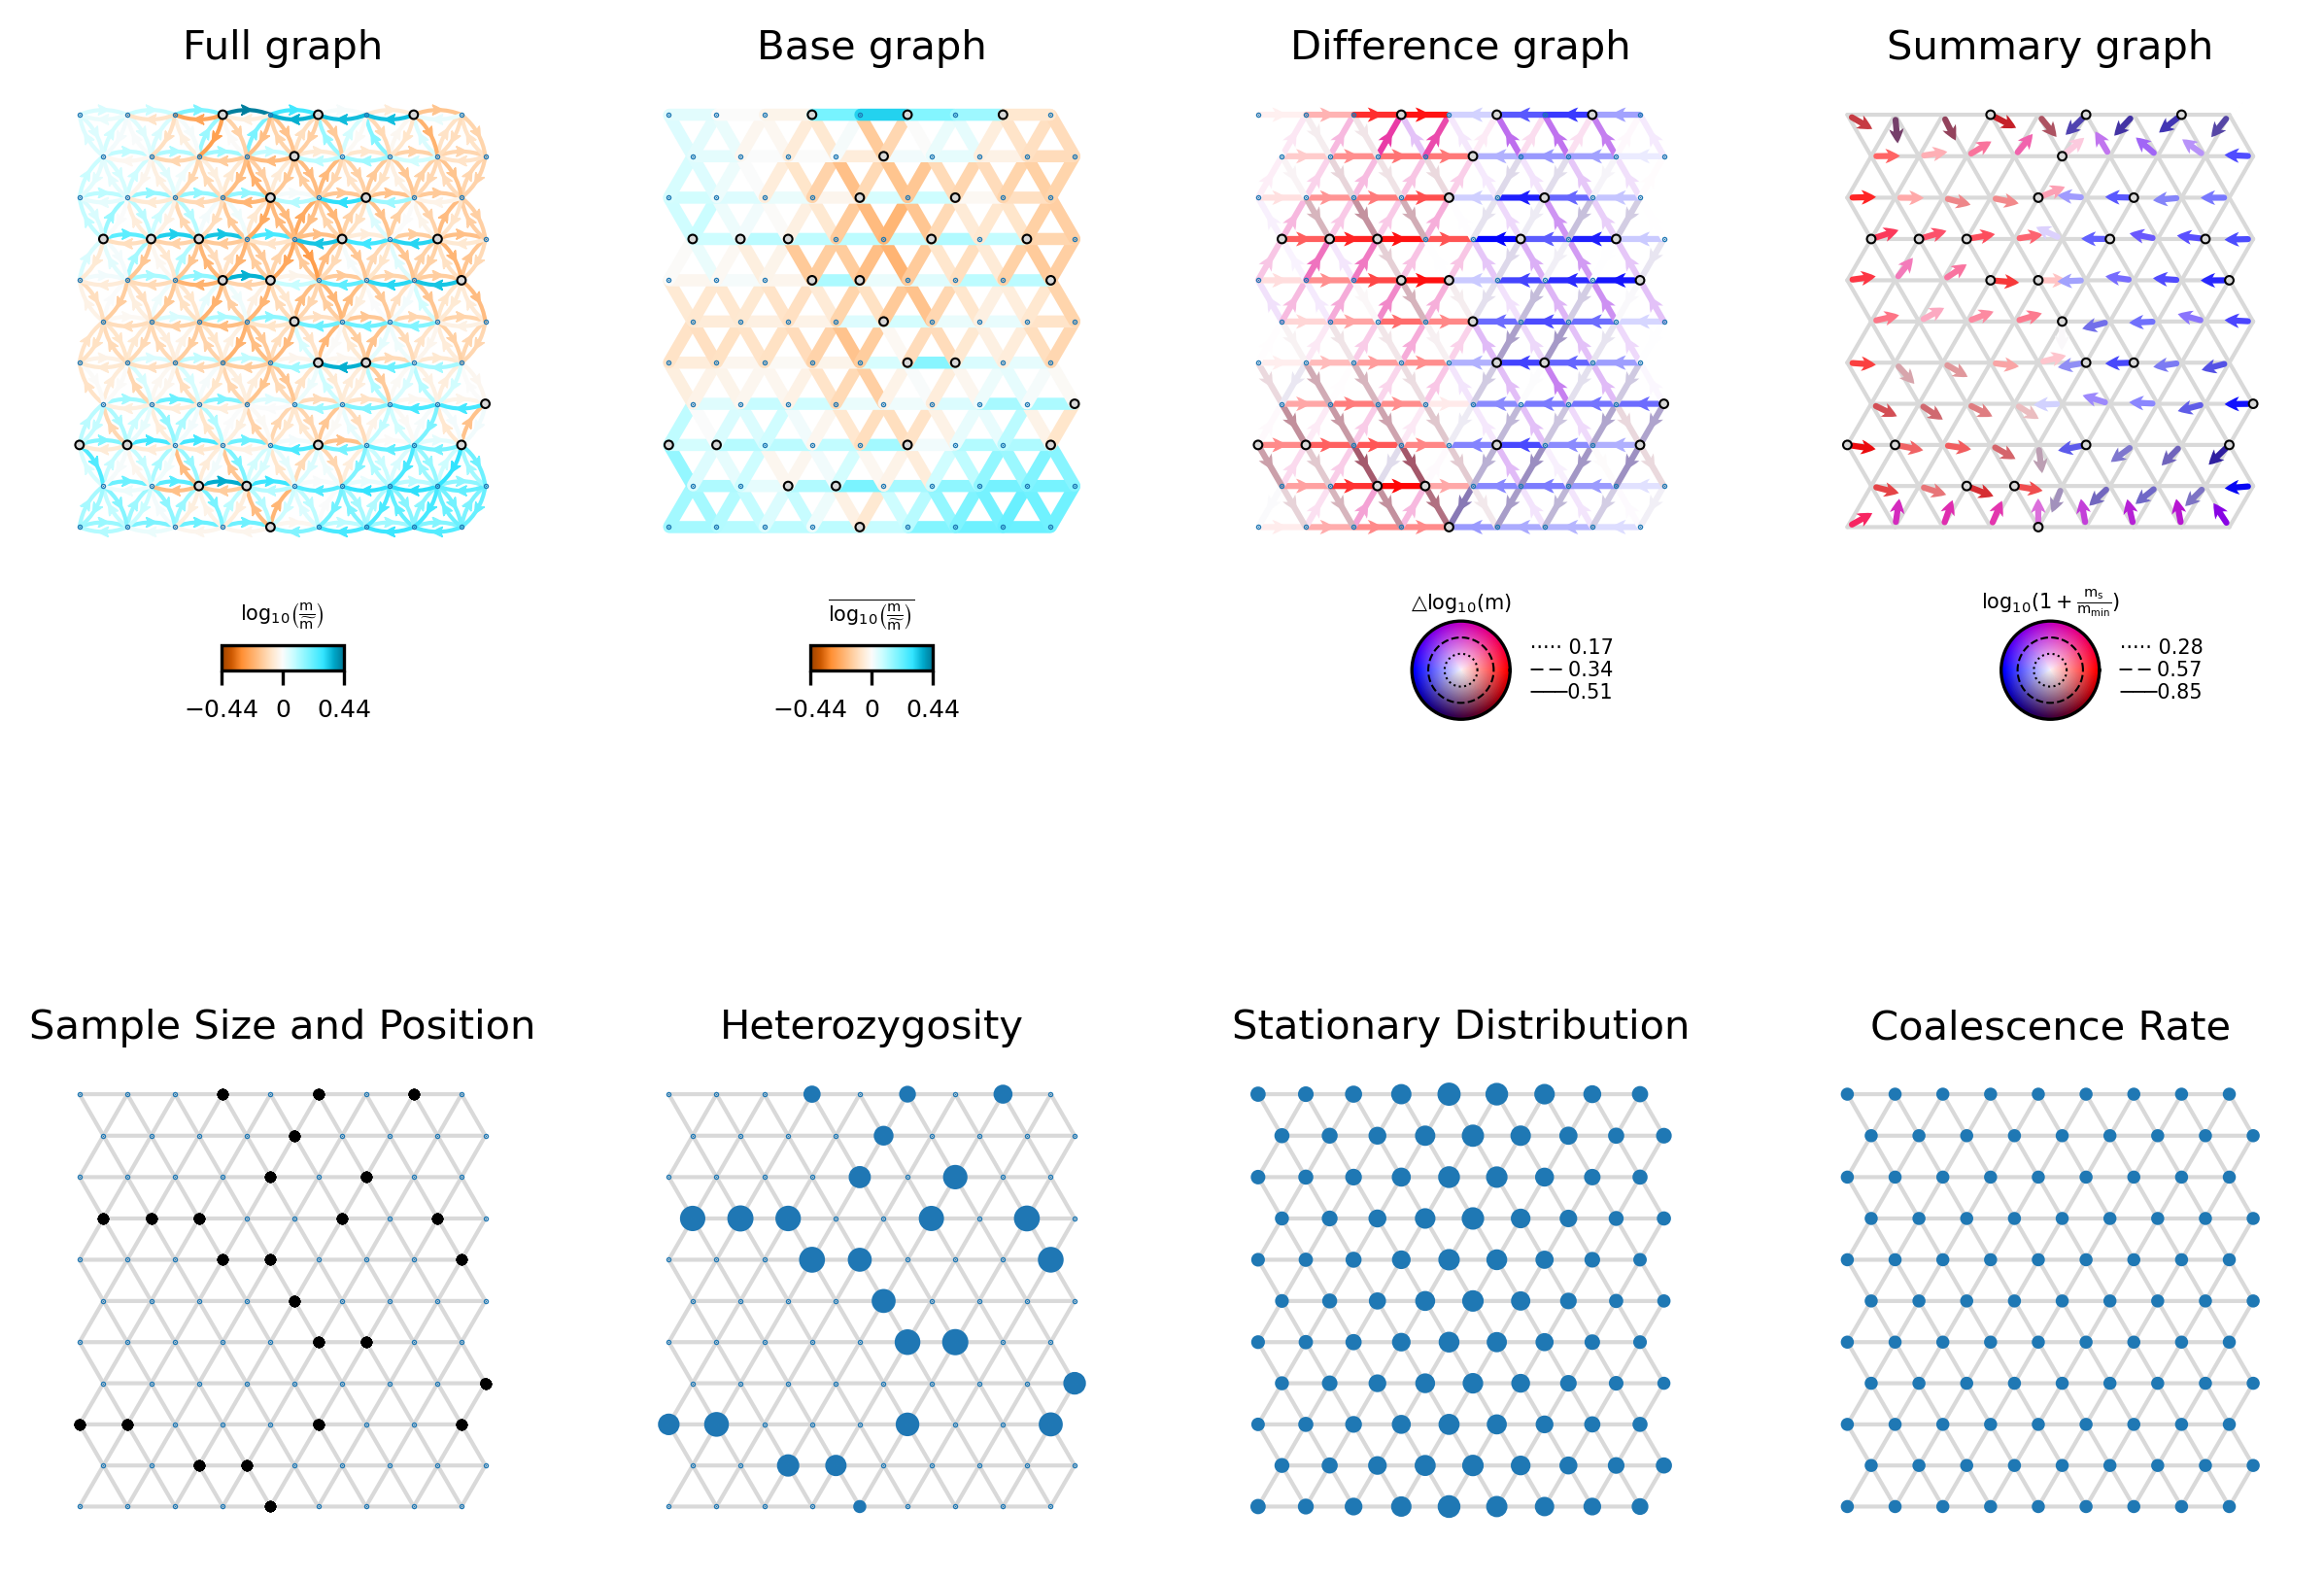 Full graph
Base graph
Difference graph
Summary graph
log₁₀(m/m̃)
−0.44 0 0.44
log₁₀(m/m̃)
−0.44 0 0.44
△log₁₀(m)
0.17
0.34
0.51
log₁₀(1 + mₛ/m_min)
0.28
0.57
0.85
Sample Size and Position
Heterozygosity
Stationary Distribution
Coalescence Rate